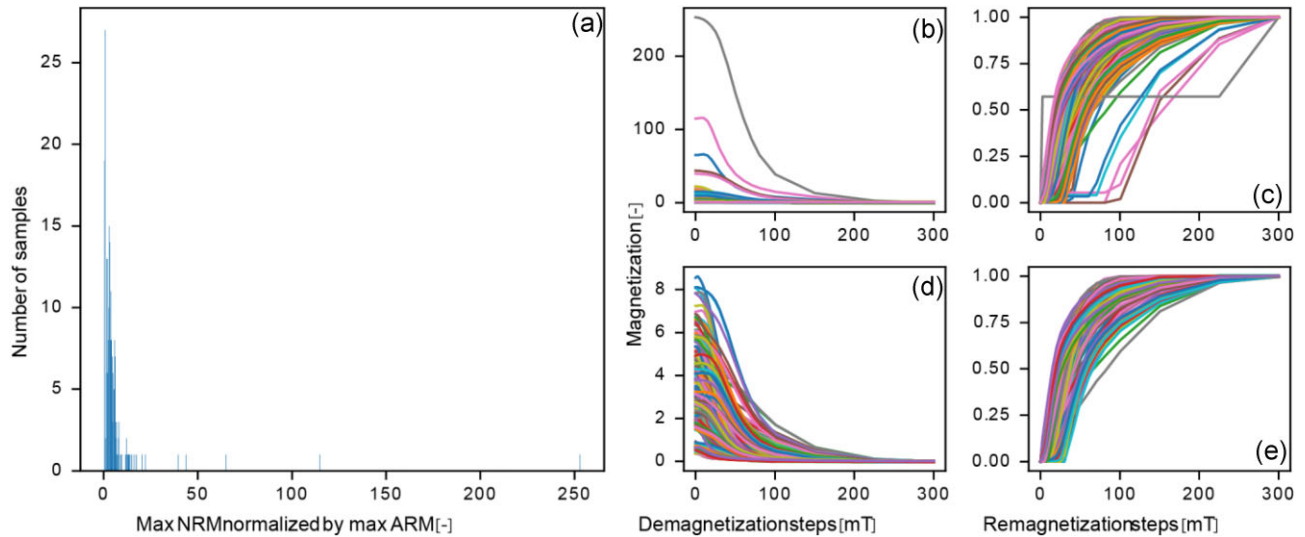 (a)
Number of samples
25
20
15
10
5
0
0 50 100 150 200 250
Max NRMnormalized by max ARM[-]
Magnetization[-]
(b)
200
100
0
0 100 200 300
(c)
1.00
0.75
0.50
0.25
0.00
0 100 200 300
(d)
8
6
4
2
0
0 100 200 300
Demagnetizationsteps[mT]
(e)
1.00
0.75
0.50
0.25
0.00
0 100 200 300
Remagnetizationsteps[mT]